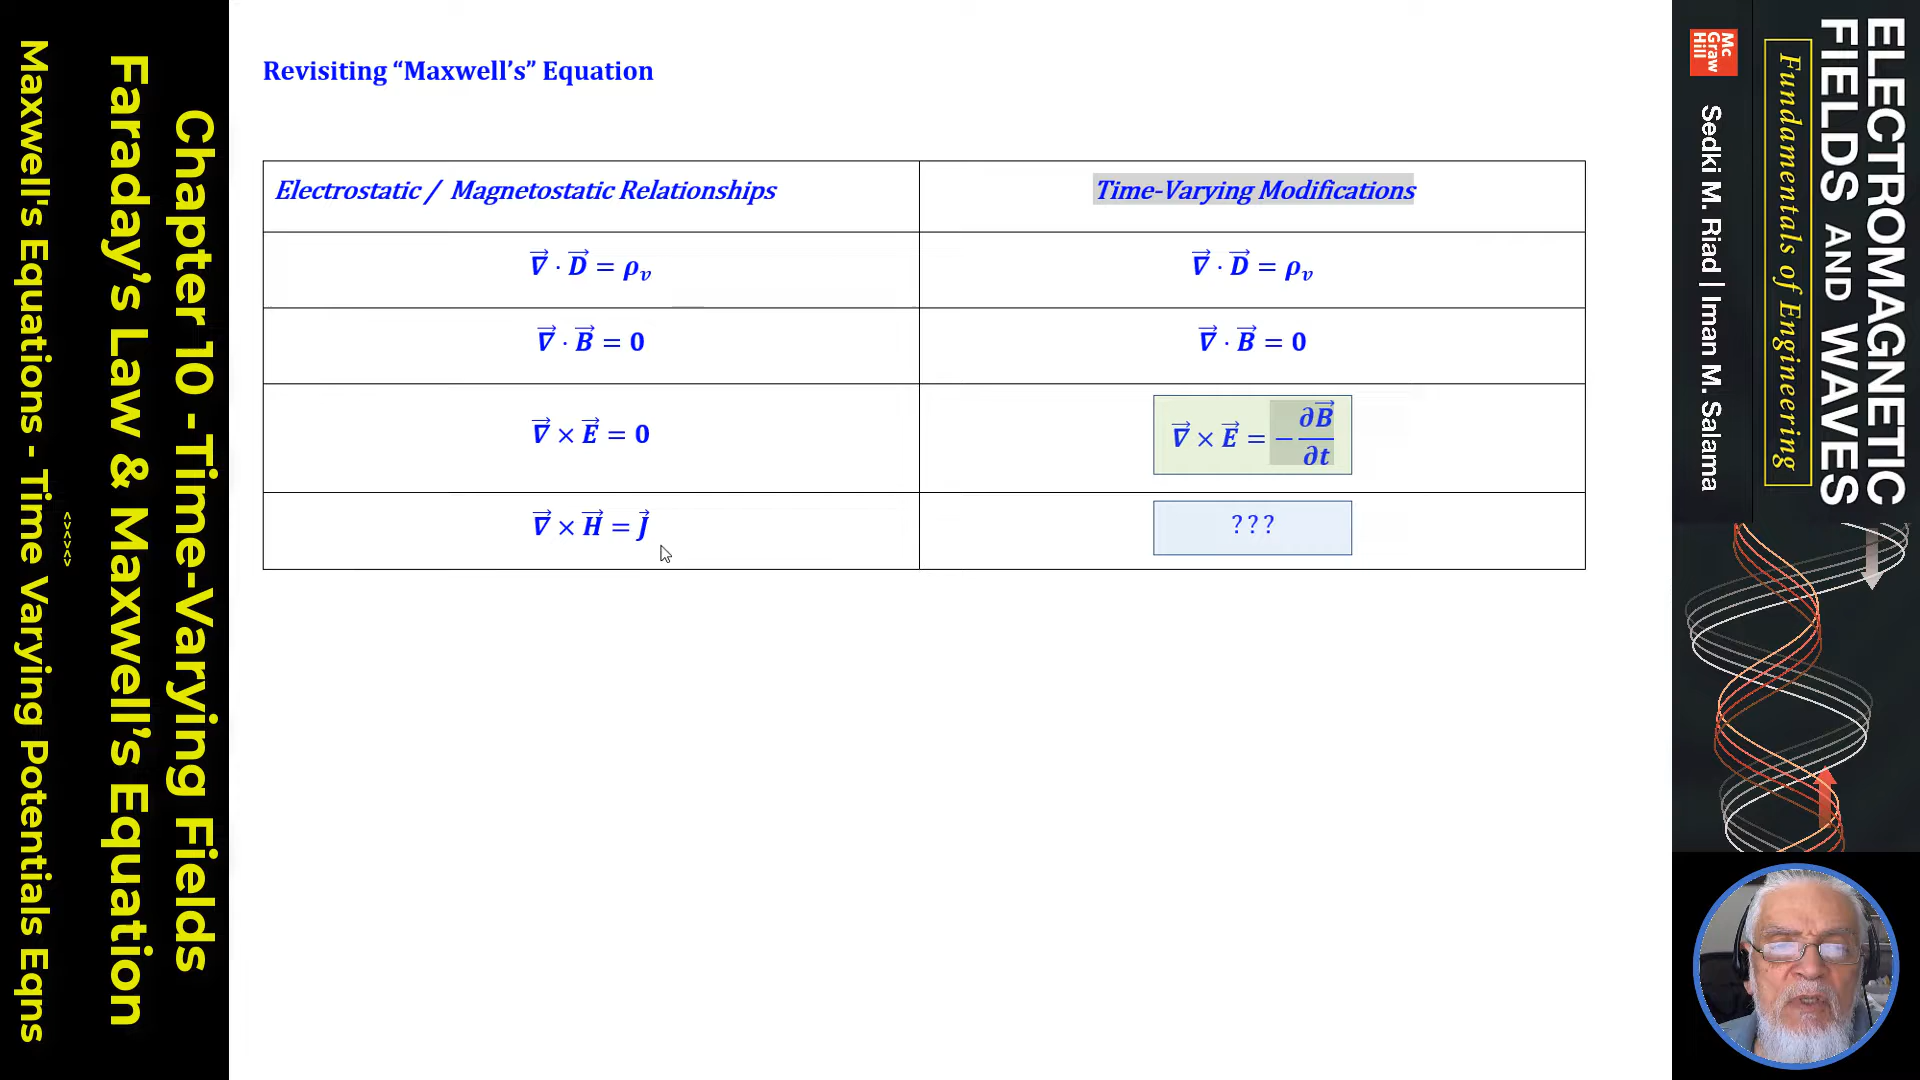 Revisiting “Maxwell’s” Equation
Electrostatic / Magnetostatic Relationships
Time-Varying Modifications
∇⃗ · D⃗ = ρᵥ
∇⃗ · D⃗ = ρᵥ
∇⃗ · B⃗ = 0
∇⃗ · B⃗ = 0
∇⃗ × E⃗ = 0
∇⃗ × E⃗ = − ∂B⃗/∂t
∇⃗ × H⃗ = J⃗
???
Chapter 10 -Time-Varying Fields
Faraday’s Law & Maxwell’s Equation
<^>^>^>
Maxwell's Equations - Time Varying Potentials Eqns
ELECTROMAGNETIC
FIELDS AND WAVES
Fundamentals of Engineering
Mc
Graw
Hill
Sedki M. Riad | Iman M. Salama